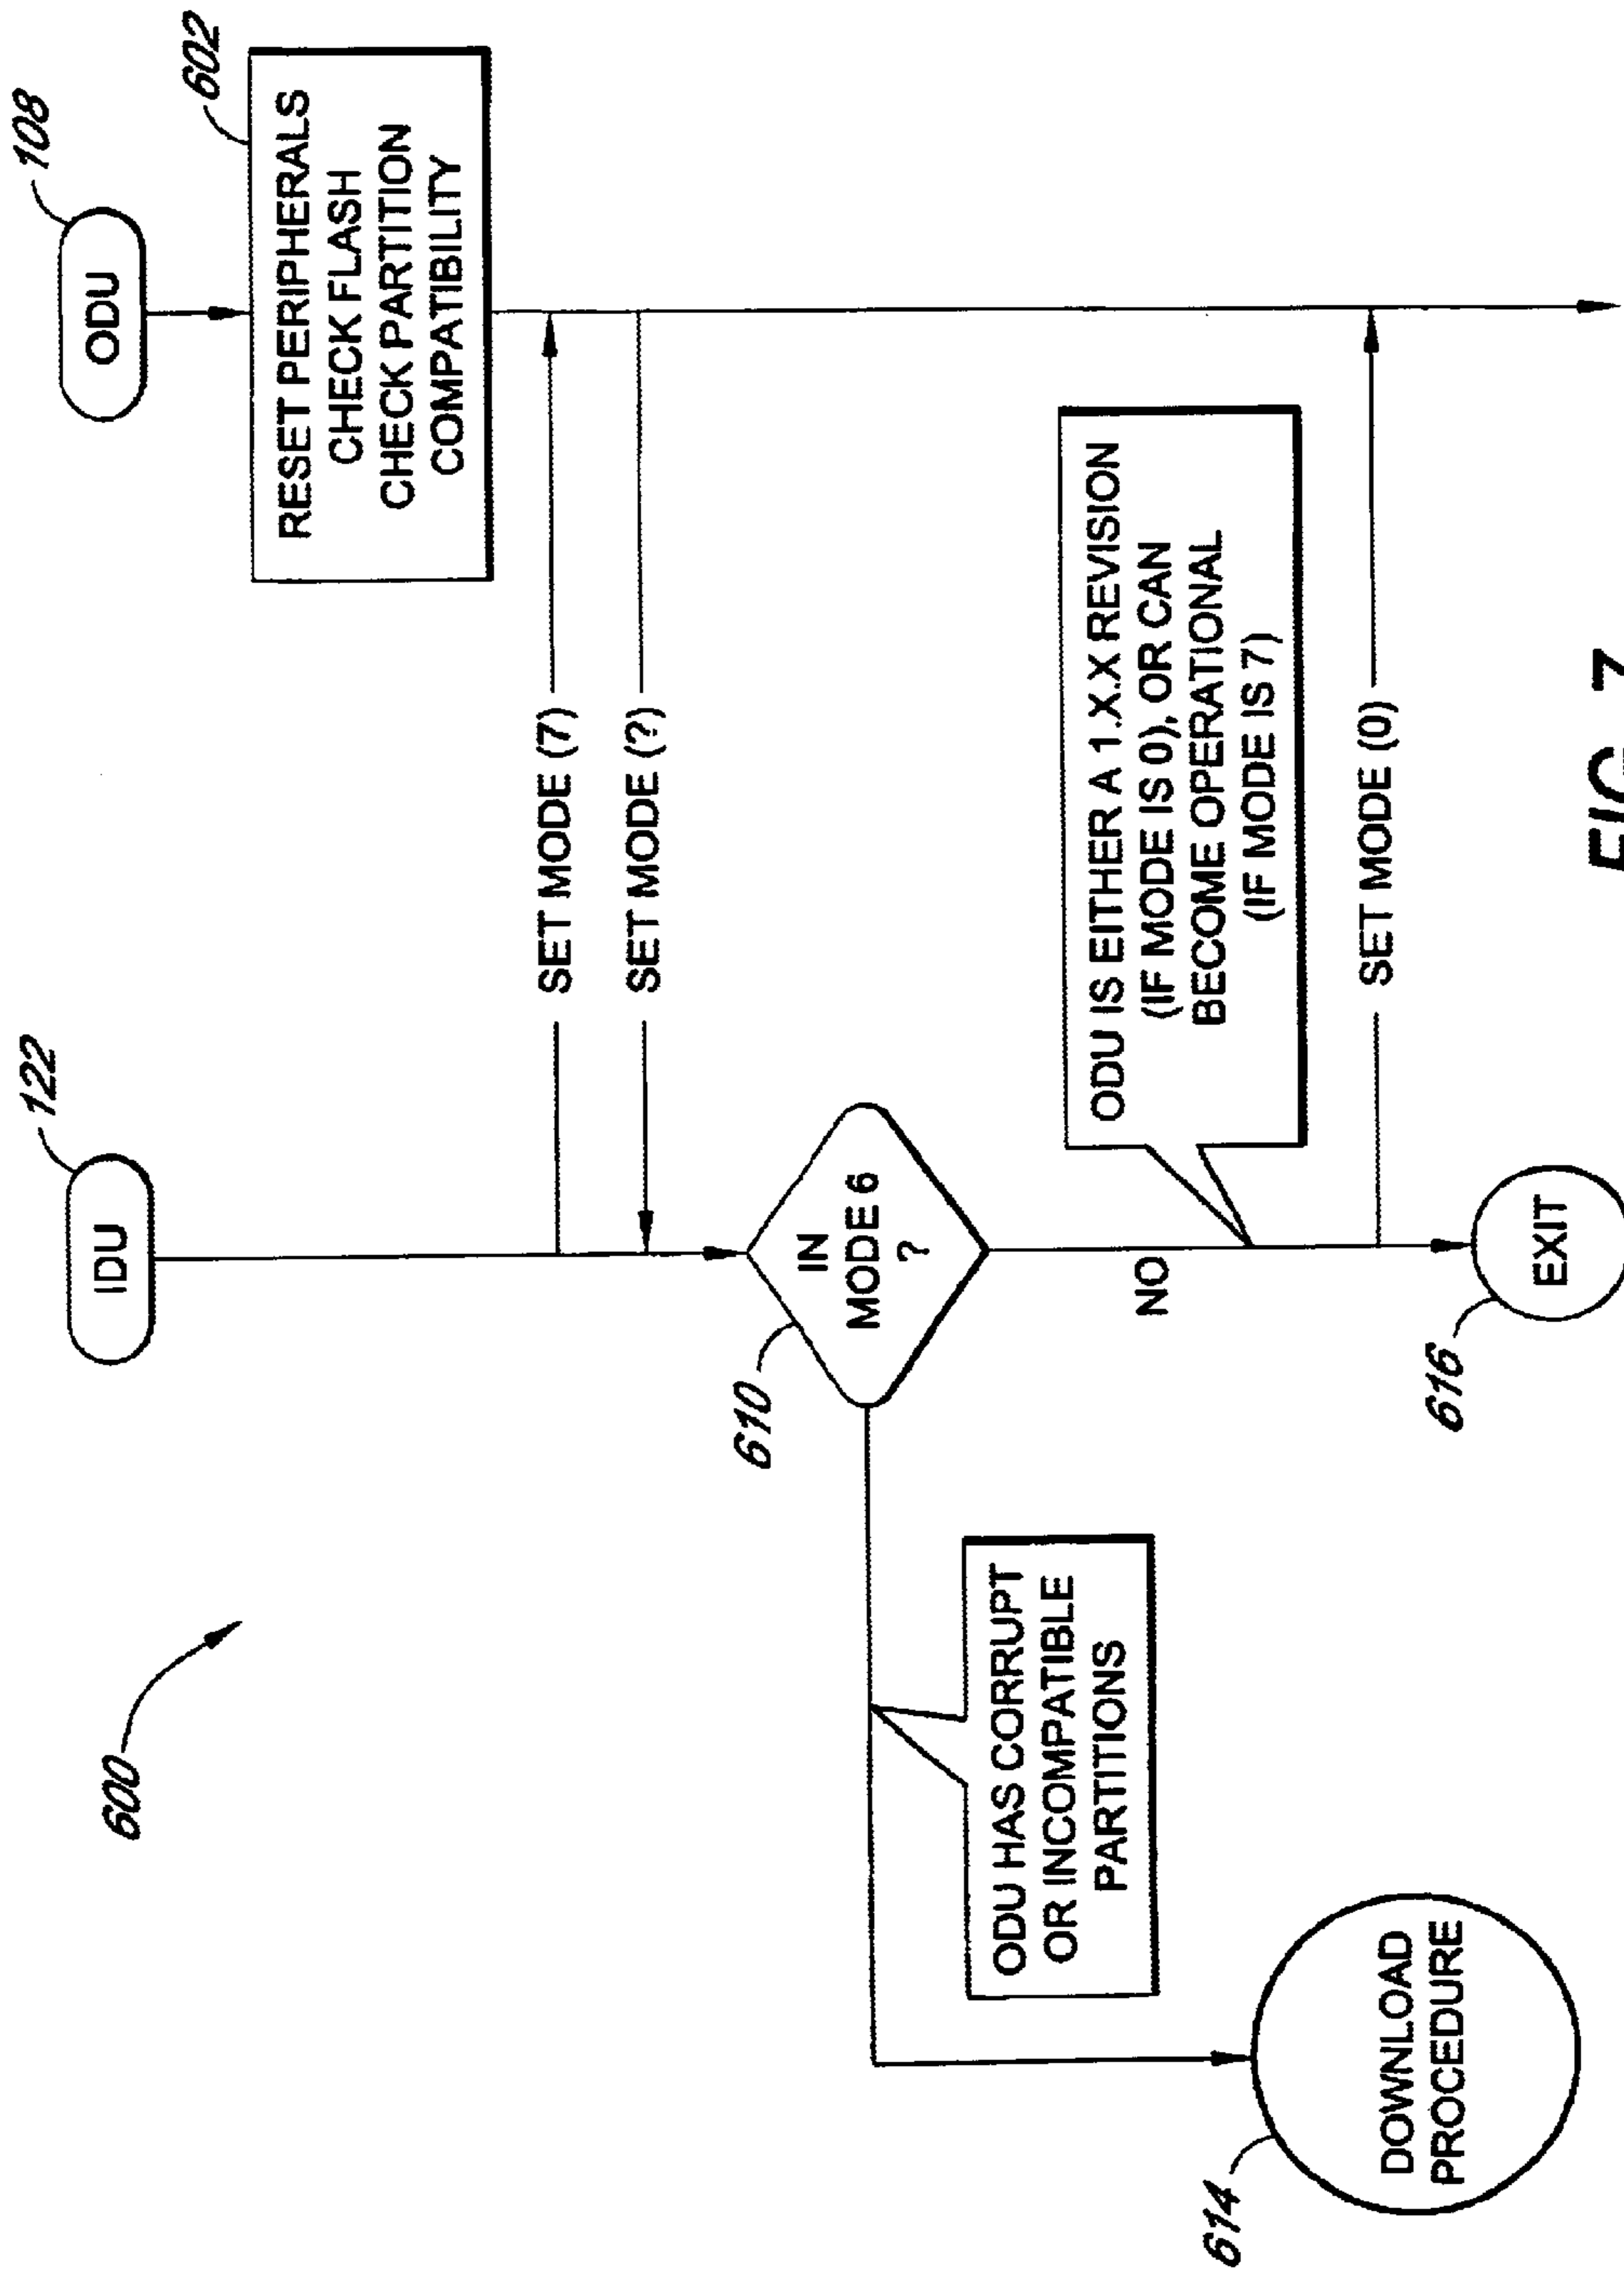 600
IDU
122
ODU
108
RESET PERIPHERALS
CHECK FLASH
CHECK PARTITION
COMPATIBILITY
602
SET MODE (7)
SET MODE (?)
610
IN
MODE 6
?
ODU HAS CORRUPT
OR INCOMPATIBLE
PARTITIONS
NO
ODU IS EITHER A 1.X.X REVISION
(IF MODE IS 0), OR CAN
BECOME OPERATIONAL
(IF MODE IS 7)
SET MODE (0)
614
DOWNLOAD
PROCEDURE
616
EXIT
FIG. 7